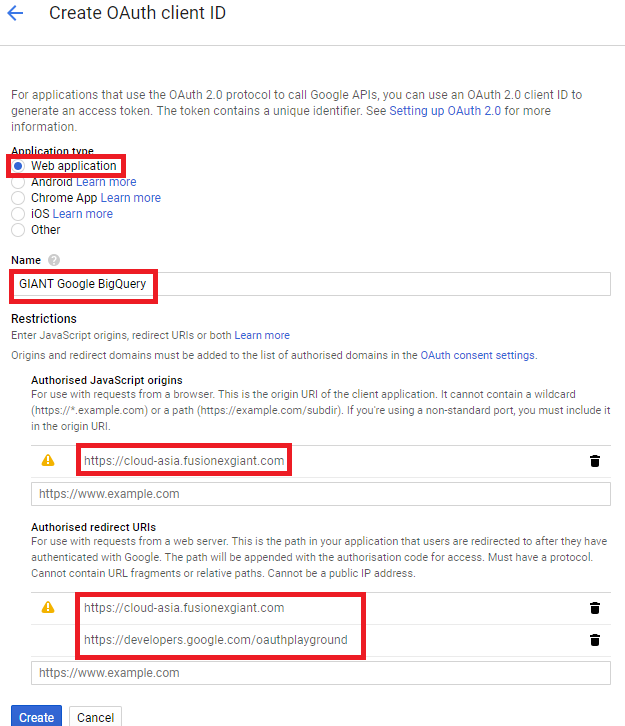 Create OAuth client ID
For applications that use the OAuth 2.0 protocol to call Google APIs, you can use an OAuth 2.0 client ID to
generate an access token. The token contains a unique identifier. See Setting up OAuth 2.0 for more
information.
Application type
Web application
Android Learn more
Chrome App Learn more
iOS Learn more
Other
Name ?
GIANT Google BigQuery
Restrictions
Enter JavaScript origins, redirect URIs or both Learn more
Origins and redirect domains must be added to the list of authorised domains in the OAuth consent settings.
Authorised JavaScript origins
For use with requests from a browser. This is the origin URI of the client application. It cannot contain a wildcard
(https://*.example.com) or a path (https://example.com/subdir). If you're using a non-standard port, you must include it
in the origin URI.
https://cloud-asia.fusionexgiant.com
https://www.example.com
Authorised redirect URIs
For use with requests from a web server. This is the path in your application that users are redirected to after they have
authenticated with Google. The path will be appended with the authorisation code for access. Must have a protocol.
Cannot contain URL fragments or relative paths. Cannot be a public IP address.
https://cloud-asia.fusionexgiant.com
https://developers.google.com/oauthplayground
https://www.example.com
Create Cancel